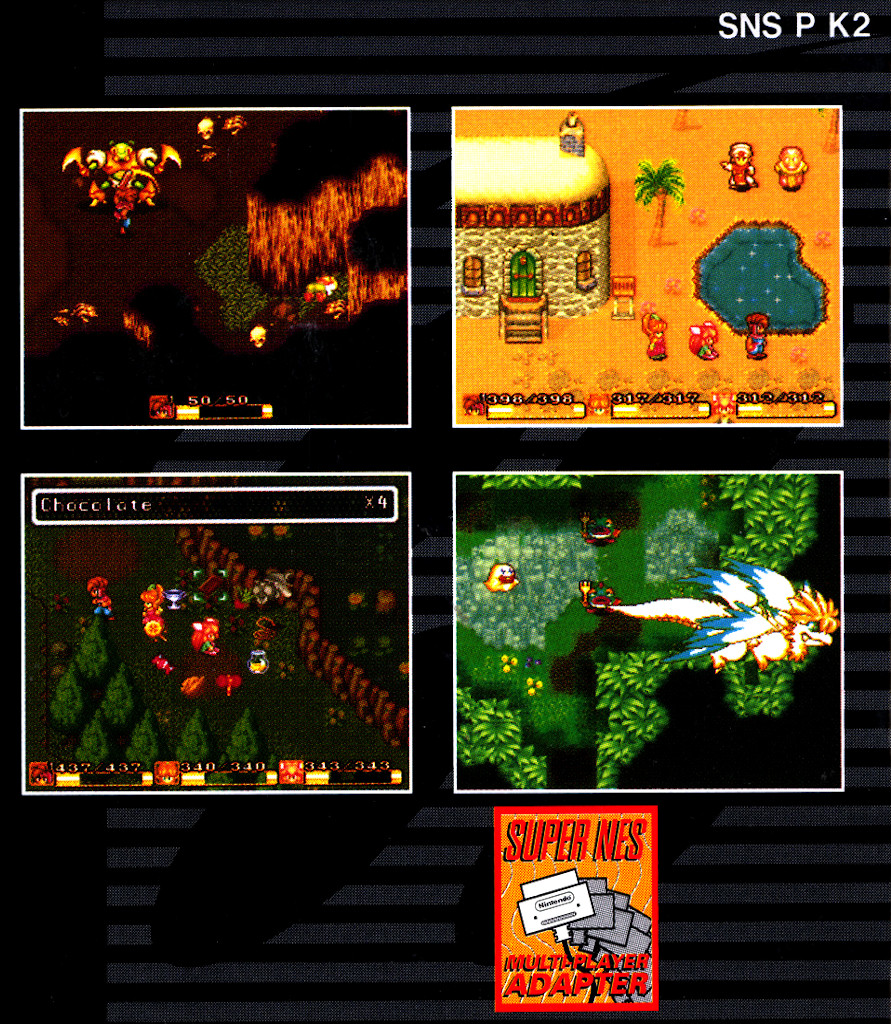 SNS P K2
50/50
398/398 317/317 312/312
Chocolate X4
437/437 340/340 343/343
SUPER NES
Nintendo
MULTI-PLAYER
ADAPTER